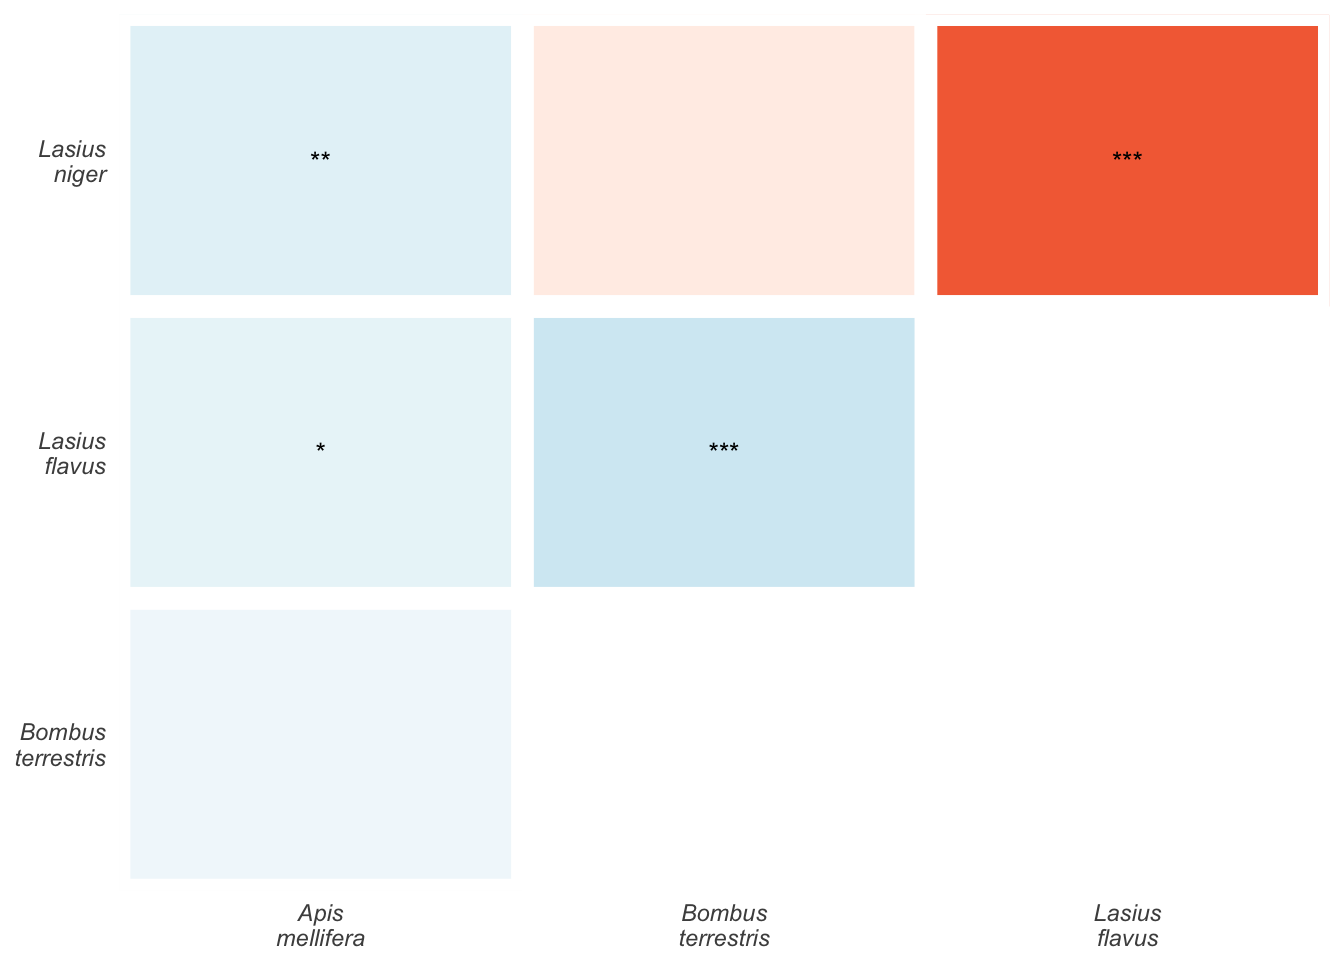 Lasius
niger
**
***
Lasius
flavus
*
***
Bombus
terrestris
Apis
mellifera
Bombus
terrestris
Lasius
flavus